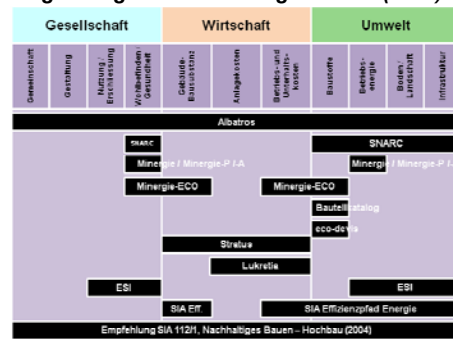 Gesellschaft Wirtschaft Umwelt
Gemeinschaft
Gestaltung
Nutzung /
Erschliessung
Wohlbefinden /
Gesundheit
Gebäude-
Bausubstanz
Anlagekosten
Betriebs- und
Unterhalts-
kosten
Baustoffe
Betriebs-
energie
Boden /
Landschaft
Infrastruktur
Albatros
SNARC SNARC
Minergie / Minergie-P /-A Minergie / Minergie-P /-
Minergie-ECO Minergie-ECO
Bauteilkatalog
eco-devis
Stratus
Lukretia
ESI ESI
SIA Eff. SIA Effizienzpfad Energie
Empfehlung SIA 112/1, Nachhaltiges Bauen – Hochbau (2004)